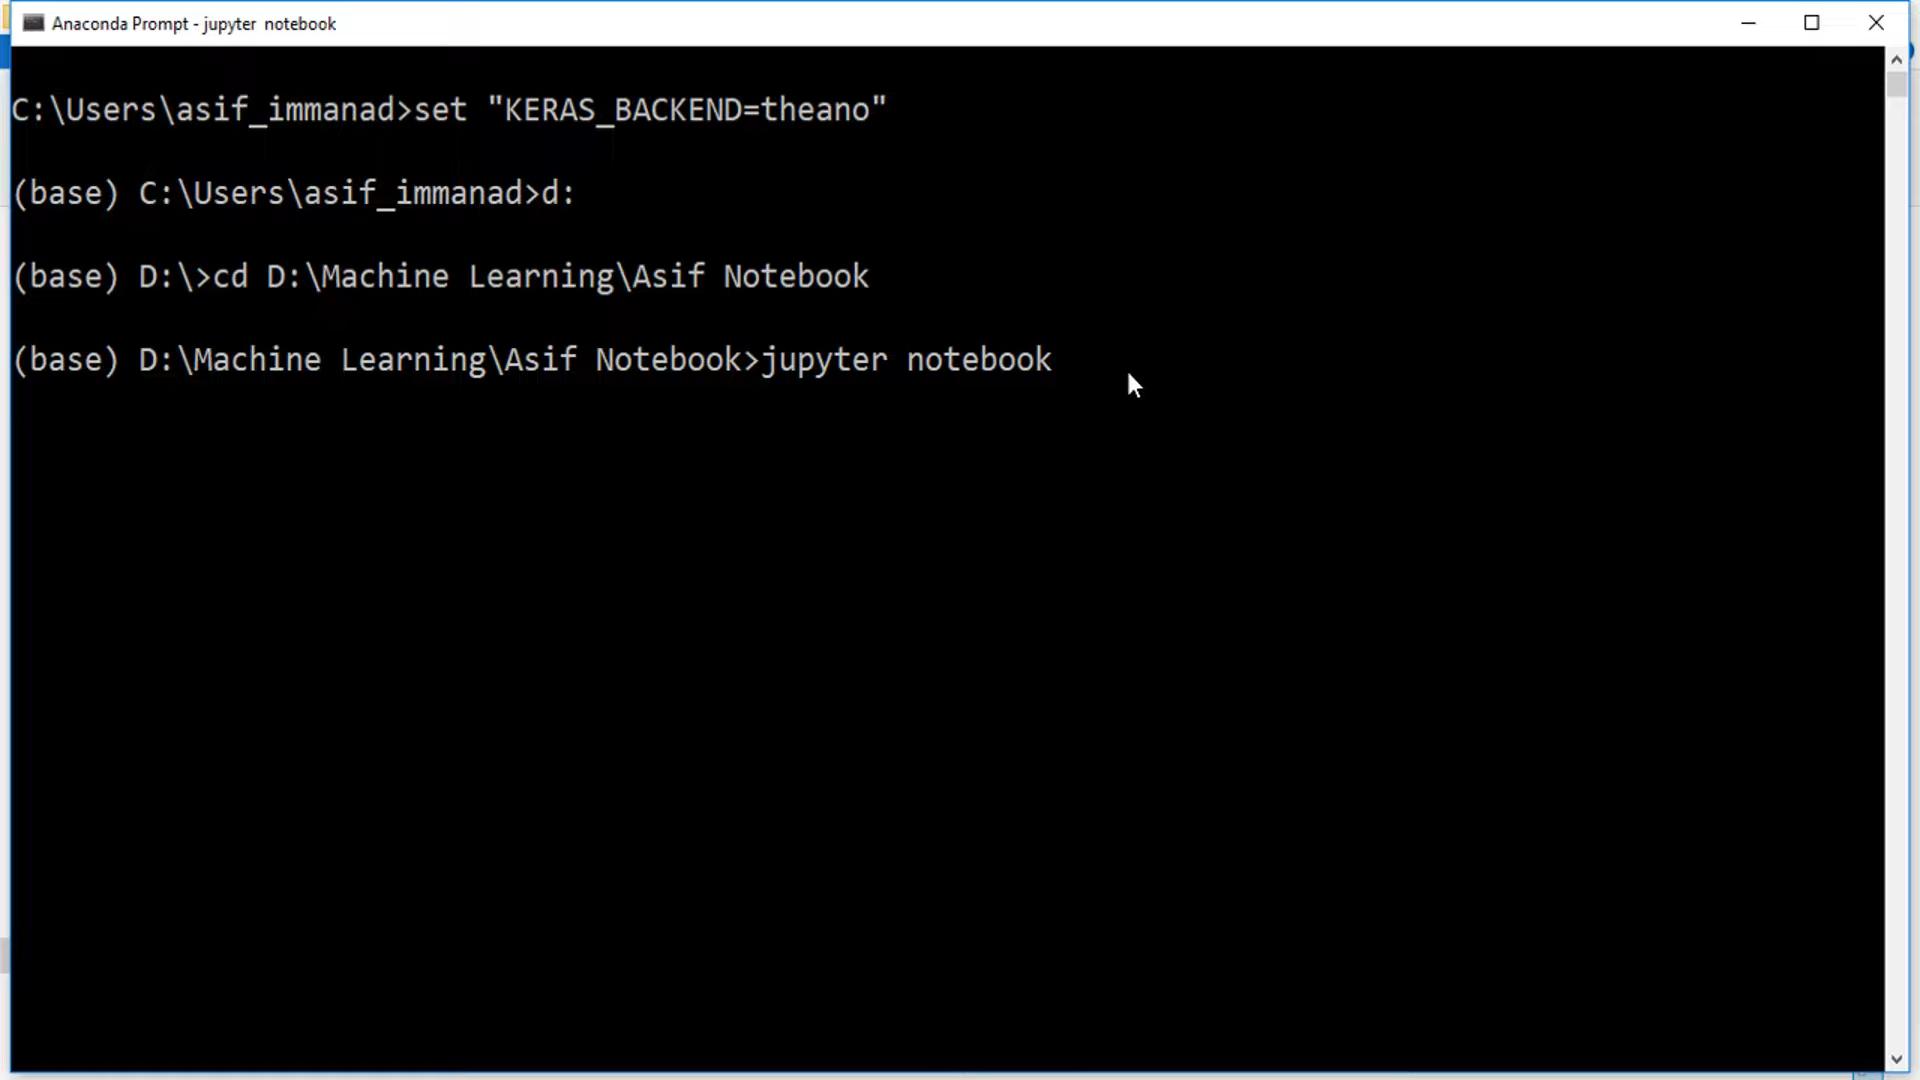 Anaconda Prompt - jupyter  notebook
C:\Users\asif_immanad>set "KERAS_BACKEND=theano"
(base) C:\Users\asif_immanad>d:
(base) D:\>cd D:\Machine Learning\Asif Notebook
(base) D:\Machine Learning\Asif Notebook>jupyter notebook